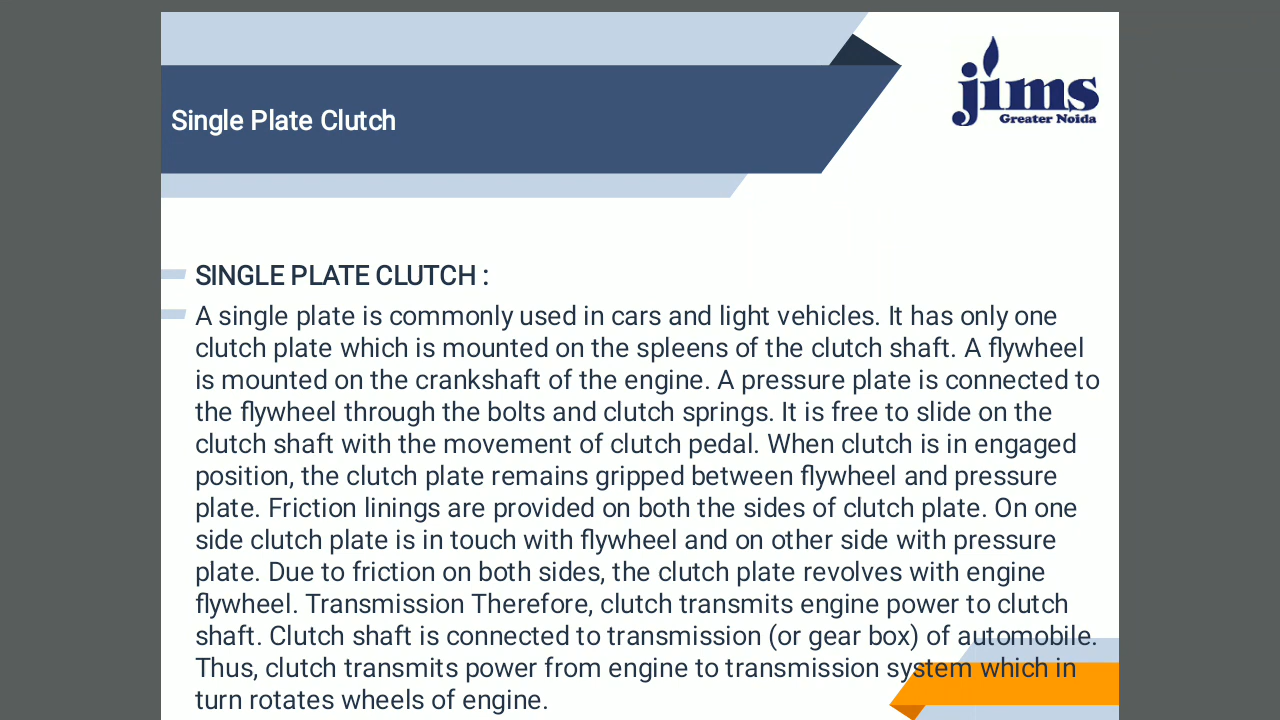 jims
Greater Noida
Single Plate Clutch
SINGLE PLATE CLUTCH :
A single plate is commonly used in cars and light vehicles. It has only one
clutch plate which is mounted on the spleens of the clutch shaft. A flywheel
is mounted on the crankshaft of the engine. A pressure plate is connected to
the flywheel through the bolts and clutch springs. It is free to slide on the
clutch shaft with the movement of clutch pedal. When clutch is in engaged
position, the clutch plate remains gripped between flywheel and pressure
plate. Friction linings are provided on both the sides of clutch plate. On one
side clutch plate is in touch with flywheel and on other side with pressure
plate. Due to friction on both sides, the clutch plate revolves with engine
flywheel. Transmission Therefore, clutch transmits engine power to clutch
shaft. Clutch shaft is connected to transmission (or gear box) of automobile.
Thus, clutch transmits power from engine to transmission system which in
turn rotates wheels of engine.